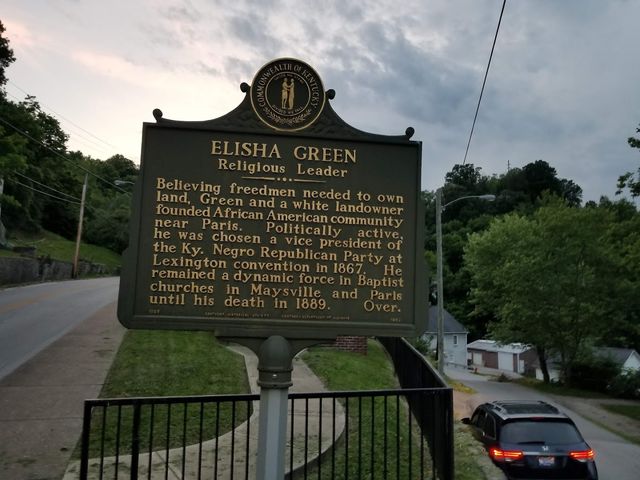 COMMONWEALTH OF KENTUCKY
ELISHA GREEN
Religious Leader
Believing freedmen needed to own
land, Green and a white landowner
founded African American community
near Paris. Politically active,
he was chosen a vice president of
the Ky. Negro Republican Party at
Lexington convention in 1867. He
remained a dynamic force in Baptist
churches in Maysville and Paris
until his death in 1889. Over.